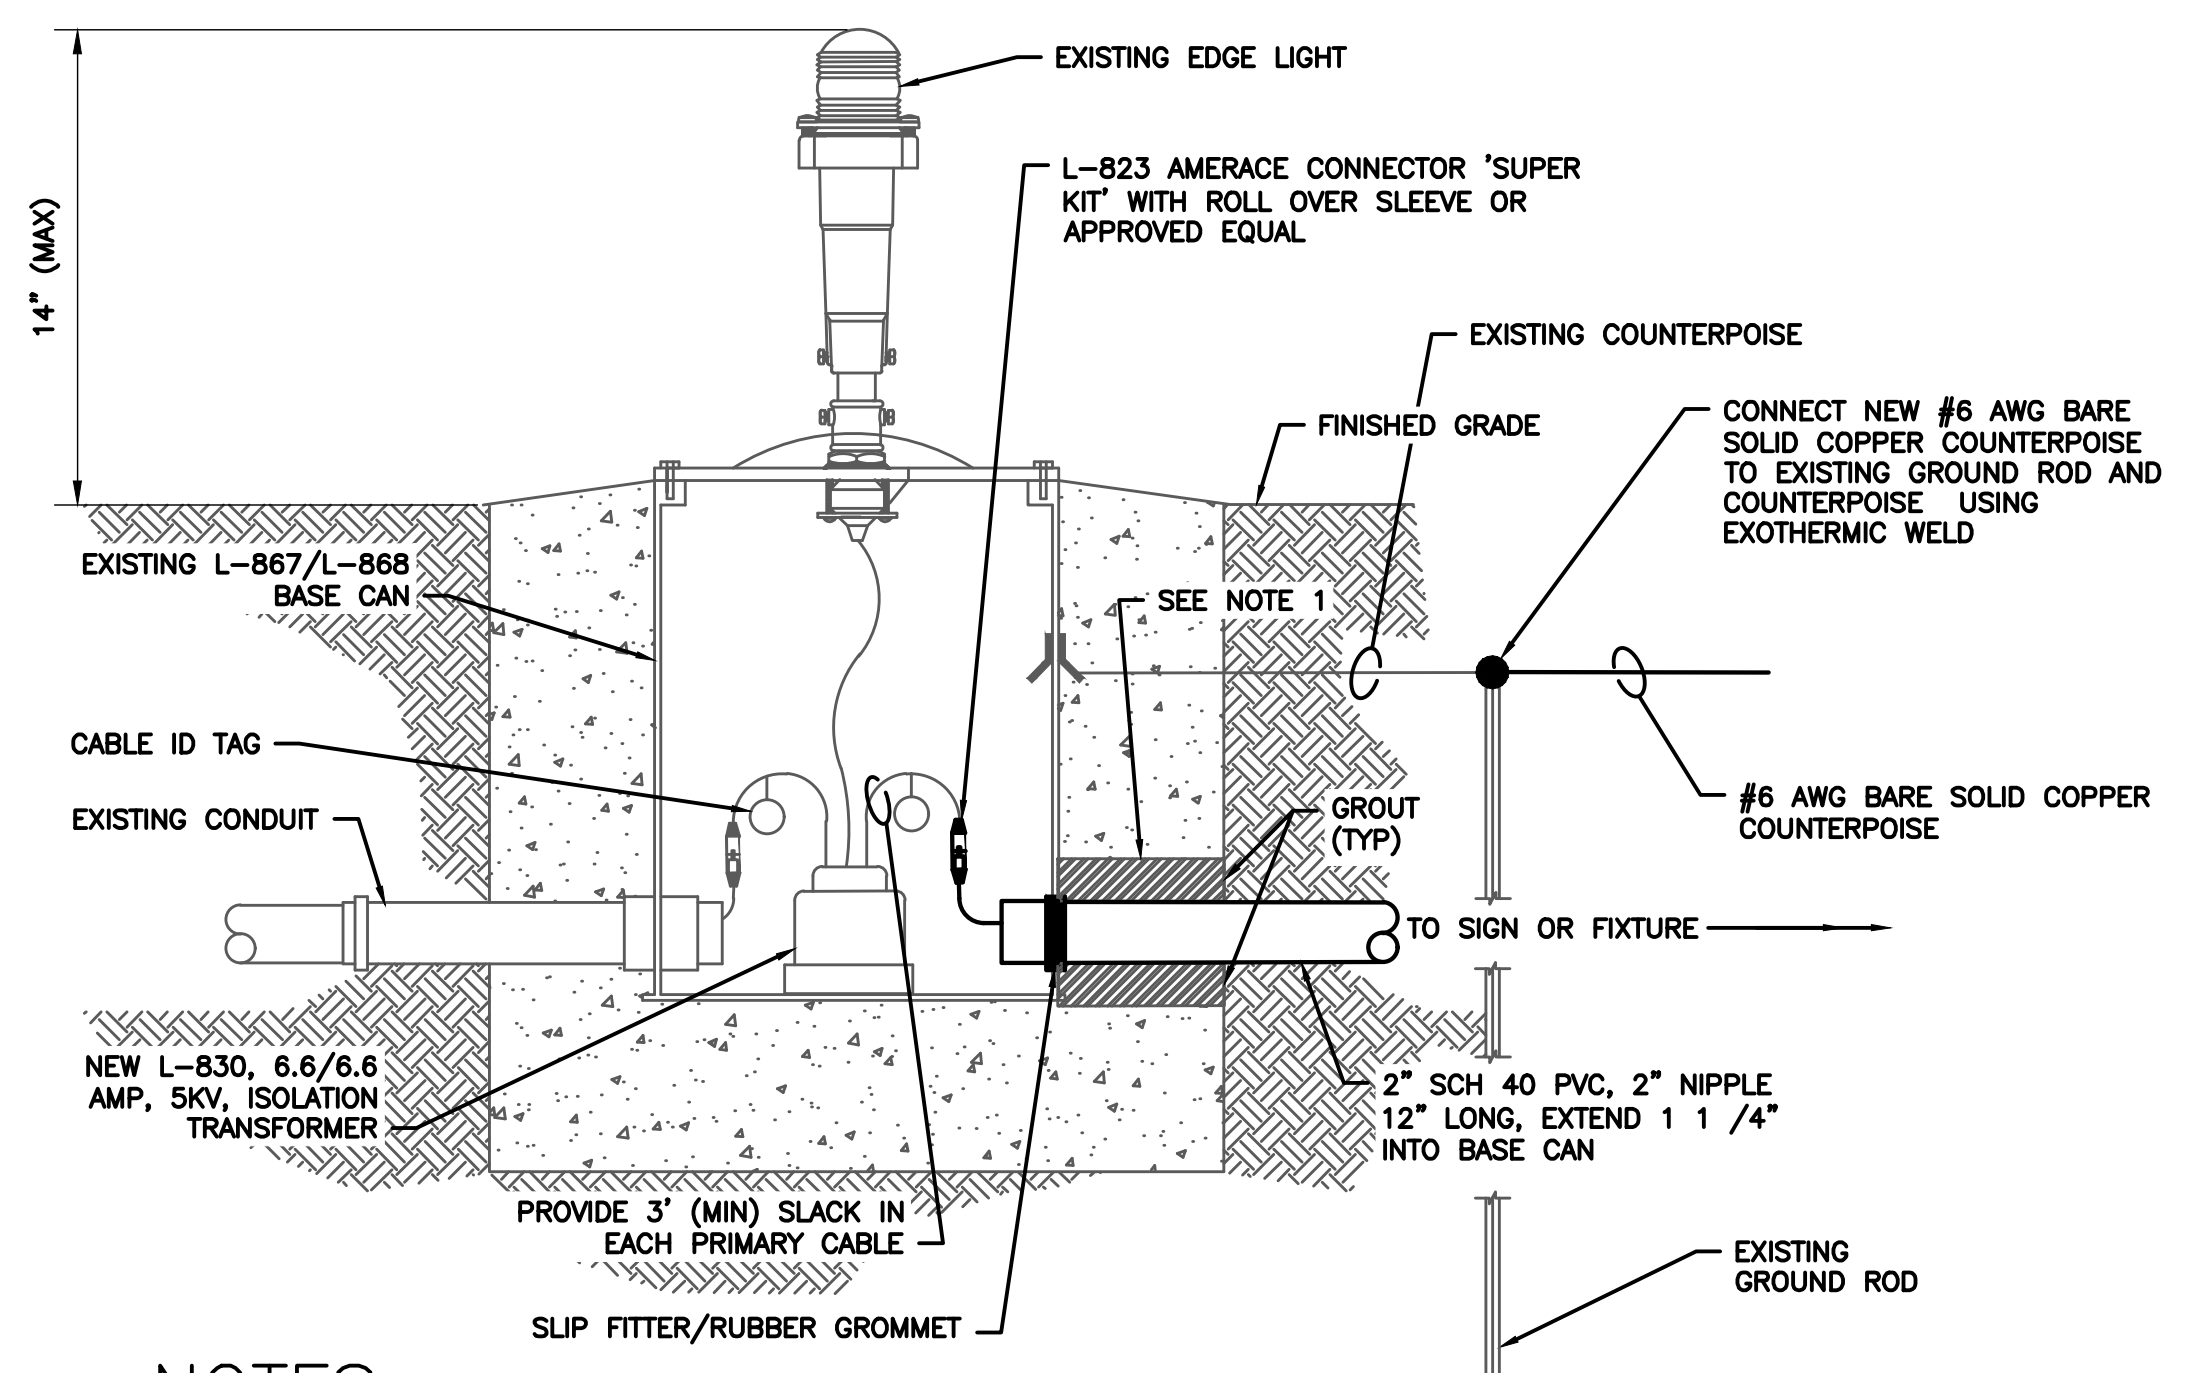 EXISTING EDGE LIGHT
L-823 AMERACE CONNECTOR 'SUPER
KIT' WITH ROLL OVER SLEEVE OR
APPROVED EQUAL
14" (MAX)
EXISTING COUNTERPOISE
FINISHED GRADE
CONNECT NEW #6 AWG BARE
SOLID COPPER COUNTERPOISE
TO EXISTING GROUND ROD AND
COUNTERPOISE USING
EXOTHERMIC WELD
EXISTING L-867/L-868
BASE CAN
SEE NOTE 1
CABLE ID TAG
EXISTING CONDUIT
#6 AWG BARE SOLID COPPER
COUNTERPOISE
GROUT
(TYP)
TO SIGN OR FIXTURE
NEW L-830, 6.6/6.6
AMP, 5KV, ISOLATION
TRANSFORMER
2" SCH 40 PVC, 2" NIPPLE
12" LONG, EXTEND 1 1 /4"
INTO BASE CAN
PROVIDE 3' (MIN) SLACK IN
EACH PRIMARY CABLE
EXISTING
GROUND ROD
SLIP FITTER/RUBBER GROMMET
NOTES